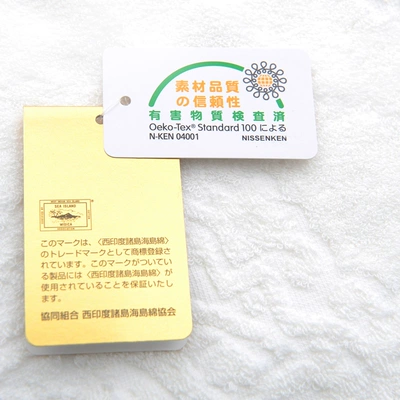 素材品質
の信頼性
有害物質検査済
Oeko-Tex® Standard 100 による
N-KEN 04001
NISSENKEN
SEA ISLAND
このマークは、〈西印度諸島海島綿〉
のトレードマークとして商標登録さ
れています。このマークがついてい
る製品には〈西印度諸島海島綿〉が
使用されていることを保証いたしま
す。
協同組合 西印度諸島海島綿協会